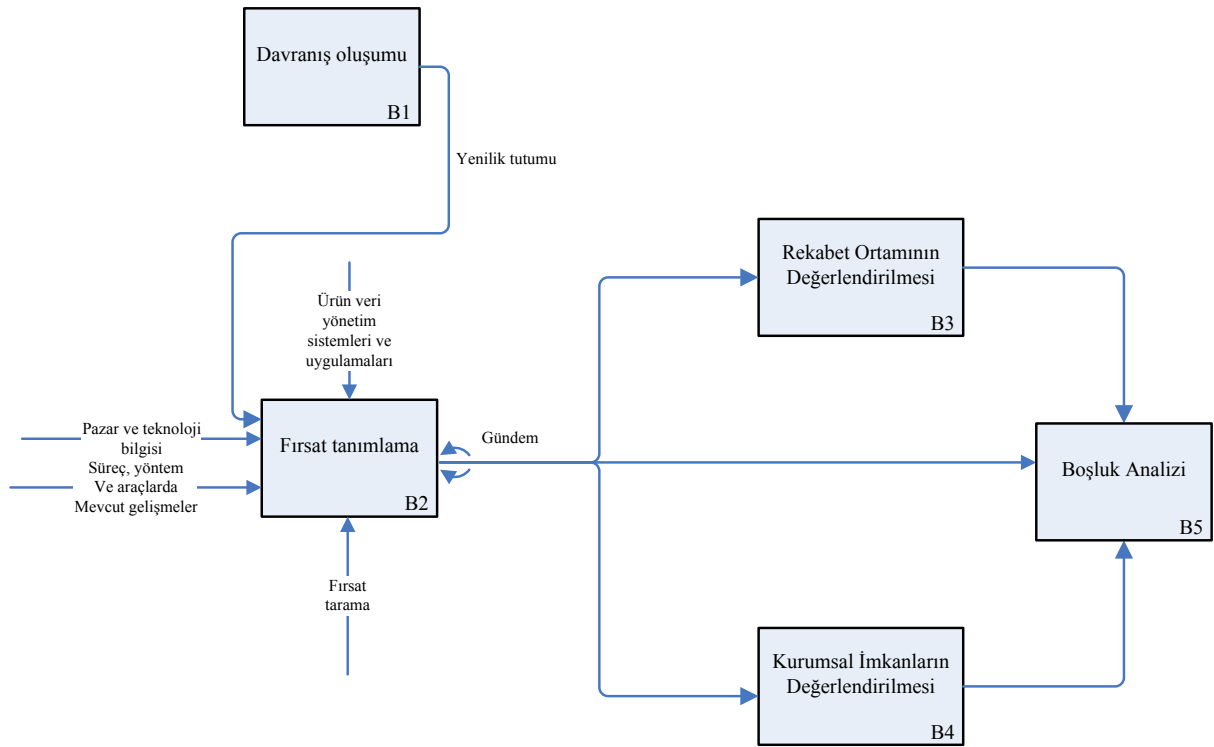 Davranış oluşumu
B1
Yenilik tutumu
Ürün veri
yönetim
sistemleri ve
uygulamaları
Rekabet Ortamının
Değerlendirilmesi
B3
Pazar ve teknoloji
bilgisi
Süreç, yöntem
Ve araçlarda
Mevcut gelişmeler
Fırsat tanımlama
B2
Gündem
Boşluk Analizi
B5
Fırsat
tarama
Kurumsal İmkanların
Değerlendirilmesi
B4